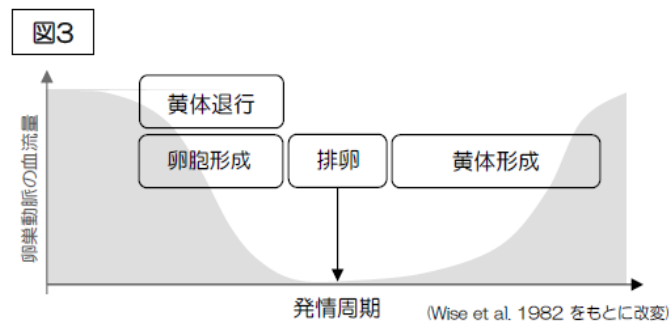 図3
卵巣動脈の血流量
黄体退行
卵胞形成
排卵
黄体形成
発情周期
(Wise et al. 1982 をもとに改変)